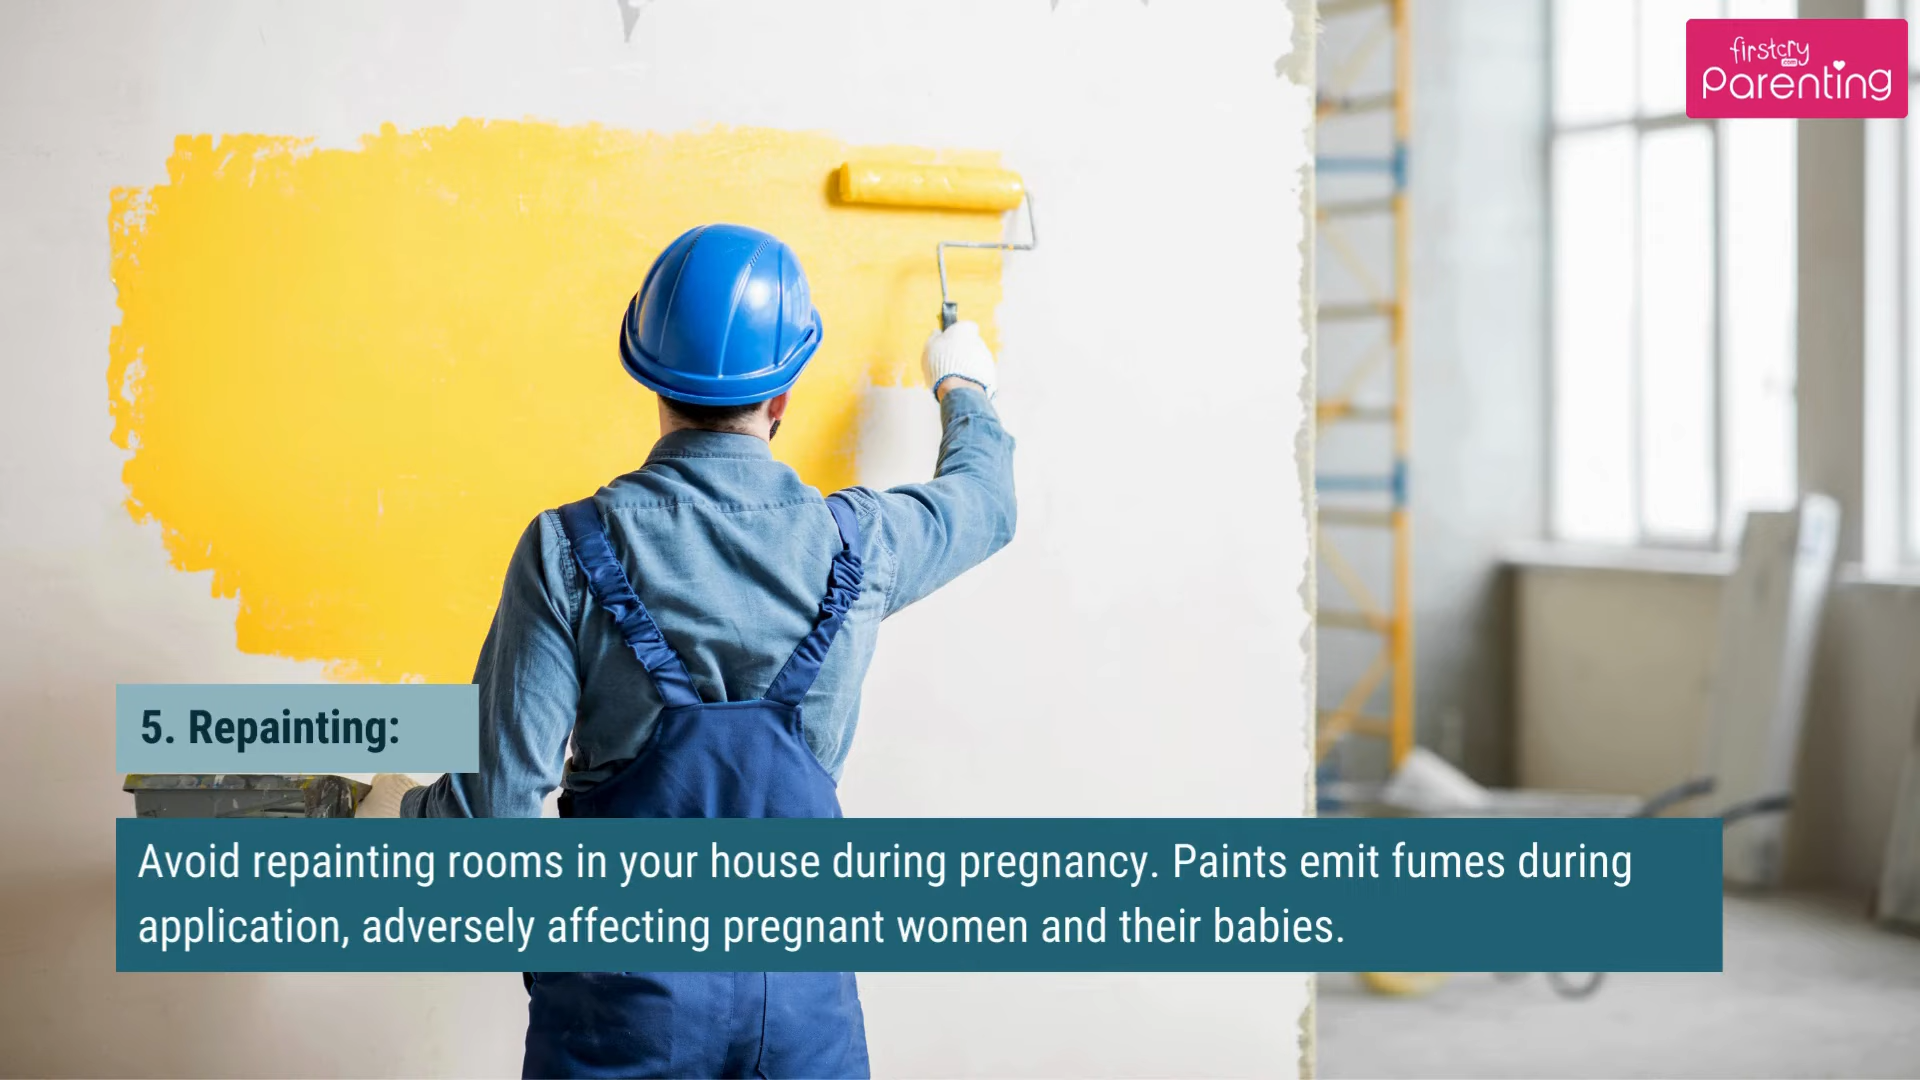 firstcry
.com
Parenting
5. Repainting:
Avoid repainting rooms in your house during pregnancy. Paints emit fumes during
application, adversely affecting pregnant women and their babies.